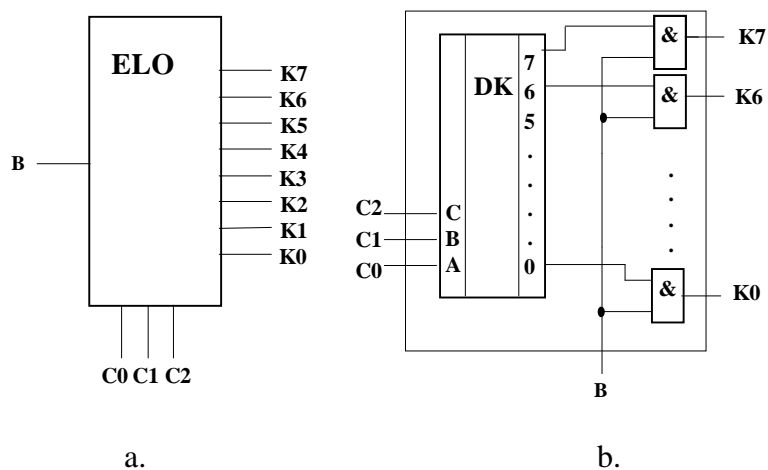 ELO
K7
K6
K5
K4
K3
K2
K1
K0
B
C0 C1 C2
a.
DK
7
6
5
.
.
.
.
0
C
B
A
C2
C1
C0
&
K7
&
K6
.
.
.
.
&
K0
B
b.